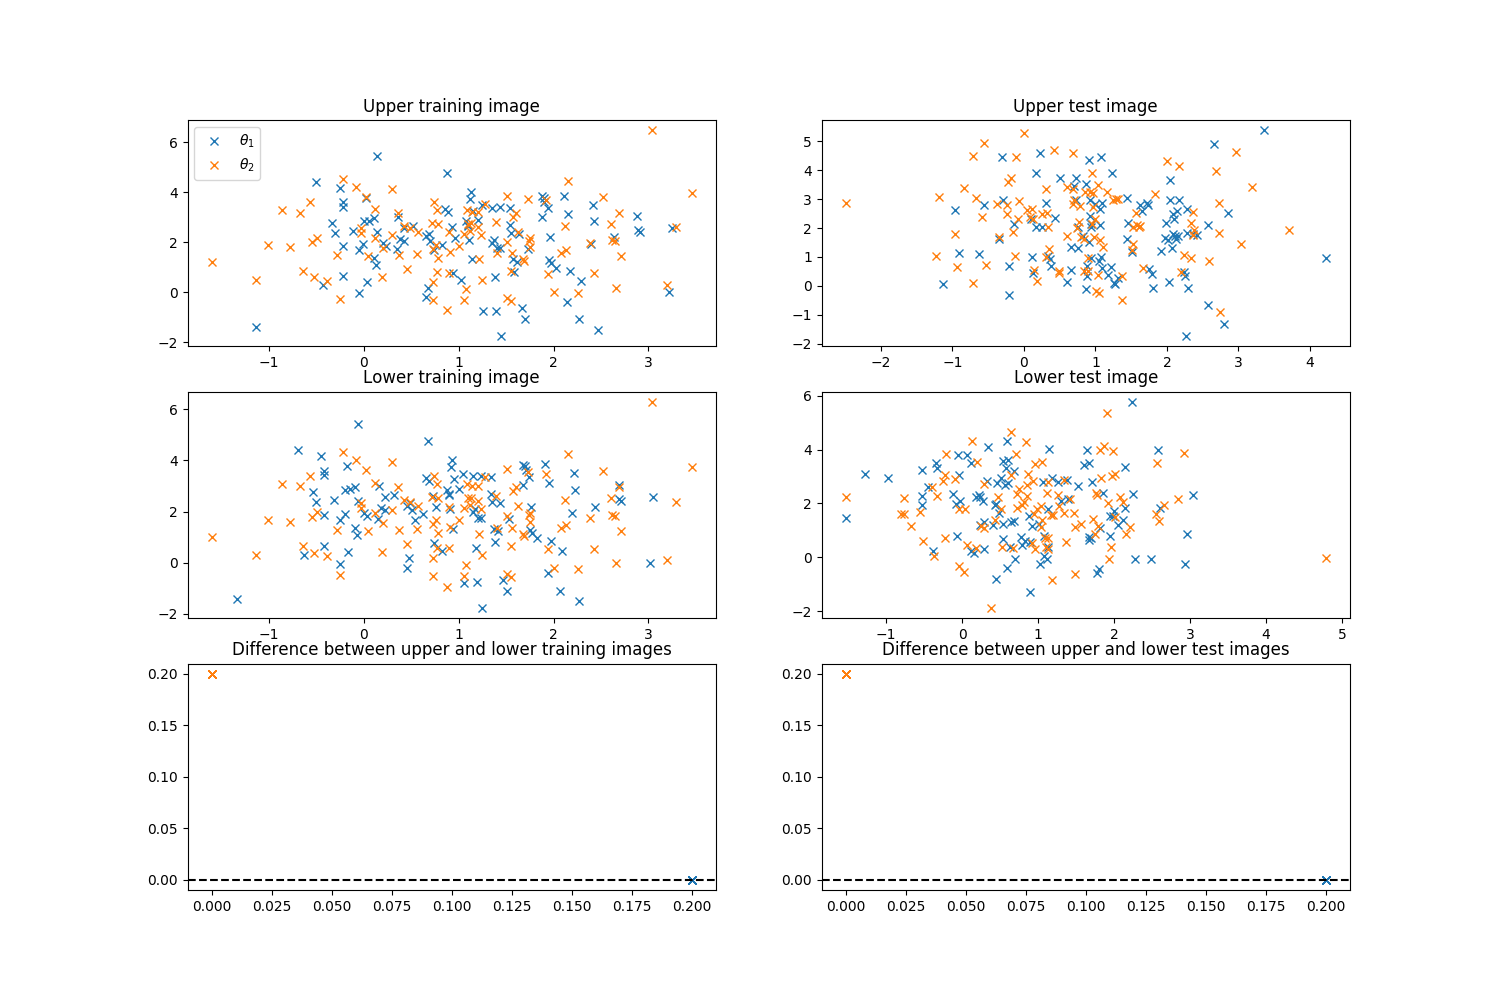 Upper training image
Upper test image
θ1
θ2
6
4
2
0
−2
5
4
3
2
1
0
−1
−2
−1 0 1 2 3
−2 −1 0 1 2 3 4
Lower training image
Lower test image
6
4
2
0
−2
6
4
2
0
−2
−1 0 1 2 3
−1 0 1 2 3 4 5
Difference between upper and lower training images
Difference between upper and lower test images
0.20
0.15
0.10
0.05
0.00
0.20
0.15
0.10
0.05
0.00
0.000 0.025 0.050 0.075 0.100 0.125 0.150 0.175 0.200
0.000 0.025 0.050 0.075 0.100 0.125 0.150 0.175 0.200